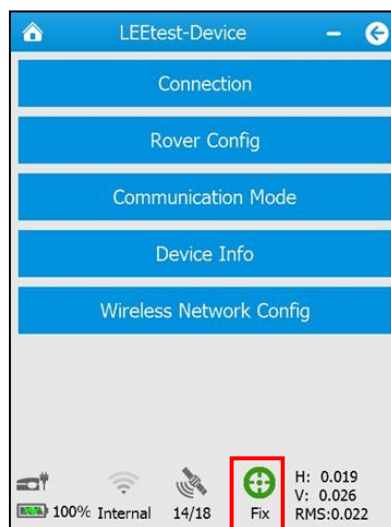 LEEtest-Device
Connection
Rover Config
Communication Mode
Device Info
Wireless Network Config
H: 0.019
V: 0.026
100% Internal 14/18 Fix RMS:0.022